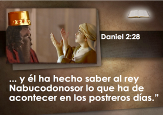 Daniel 2:28
... y él ha hecho saber al rey
Nabucodonosor lo que ha de
acontecer en los postreros días.”